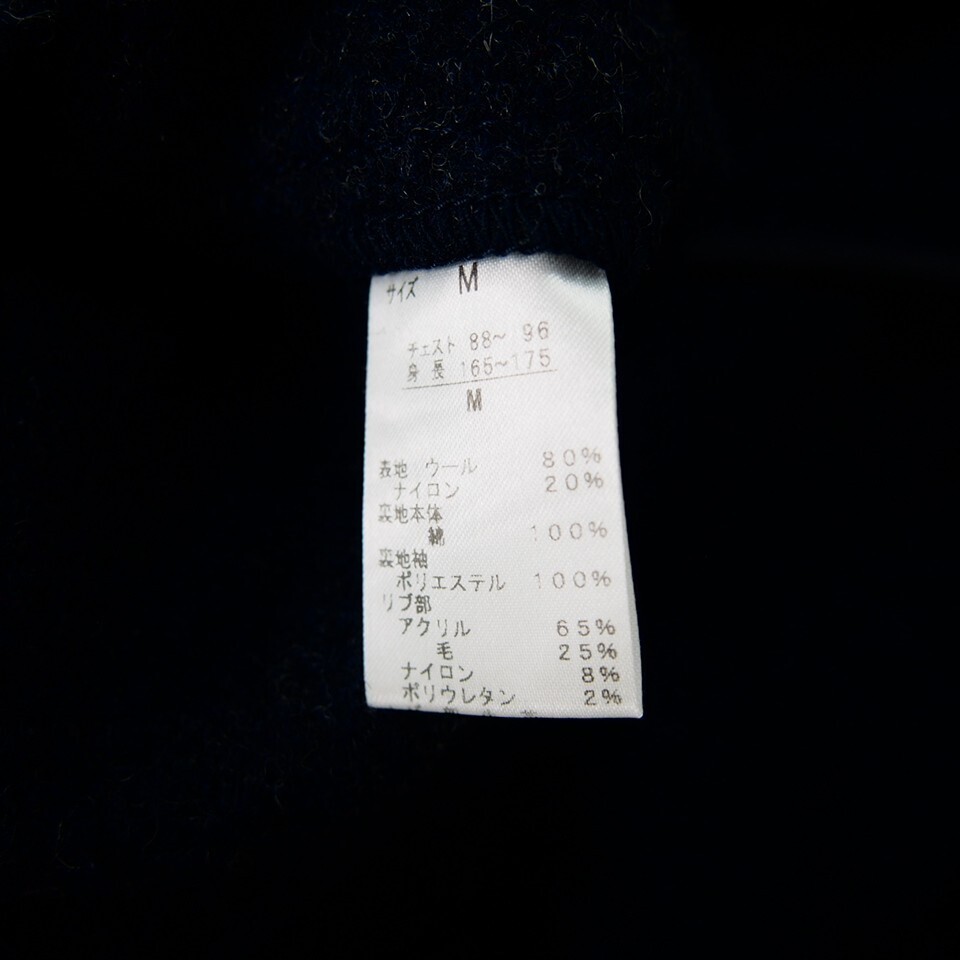 サイズ M
チェスト 88~ 96
身長 165~175
M
表地 ウール 80%
ナイロン 20%
裏地本体
綿 100%
裏地袖
ポリエステル 100%
リブ部
アクリル 65%
毛 25%
ナイロン 8%
ポリウレタン 2%